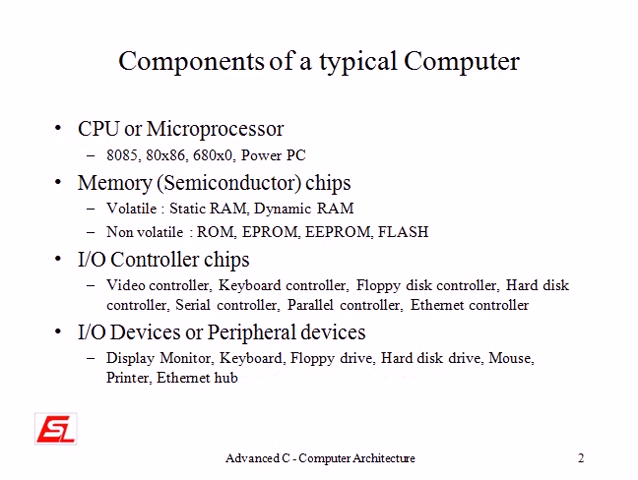 Components of a typical Computer
• CPU or Microprocessor
– 8085, 80x86, 680x0, Power PC
• Memory (Semiconductor) chips
– Volatile : Static RAM, Dynamic RAM
– Non volatile : ROM, EPROM, EEPROM, FLASH
• I/O Controller chips
– Video controller, Keyboard controller, Floppy disk controller, Hard disk
controller, Serial controller, Parallel controller, Ethernet controller
• I/O Devices or Peripheral devices
– Display Monitor, Keyboard, Floppy drive, Hard disk drive, Mouse,
Printer, Ethernet hub
Advanced C - Computer Architecture
2